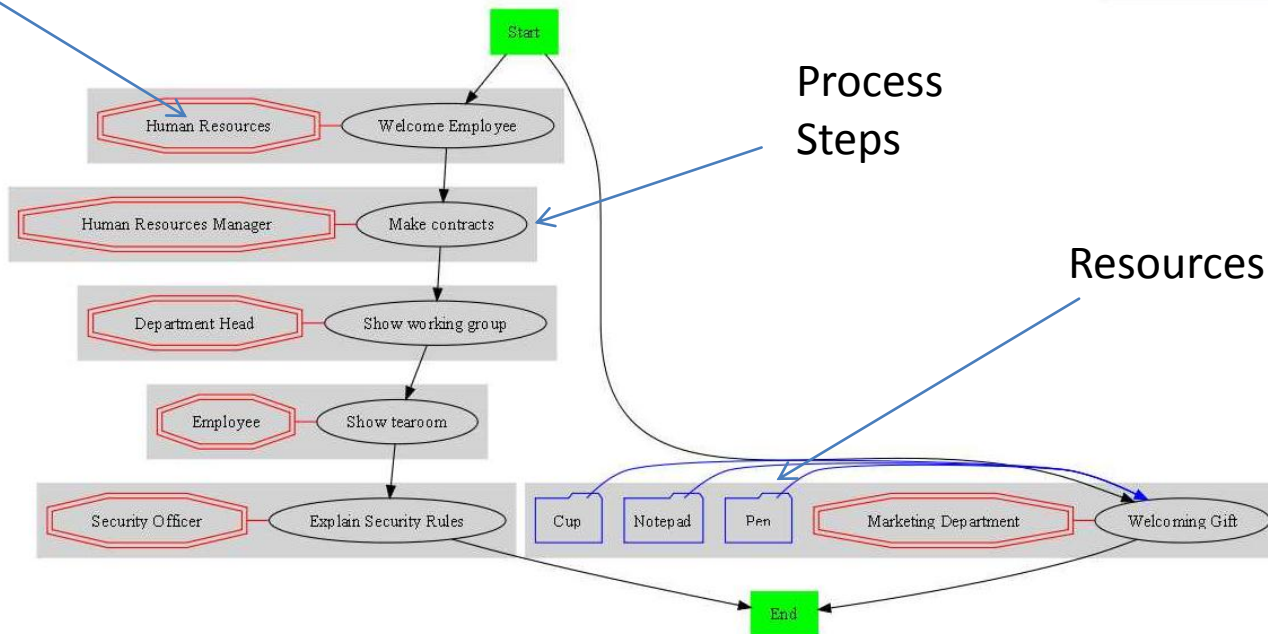 Start
Process
Steps
Human Resources
Welcome Employee
Human Resources Manager
Make contracts
Resources
Department Head
Show working group
Employee
Show tearoom
Security Officer
Explain Security Rules
Cup
Notepad
Pen
Marketing Department
Welcoming Gift
End